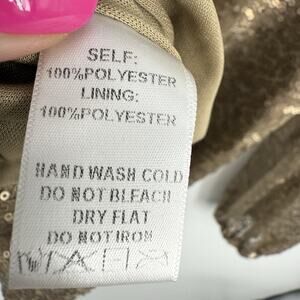 SELF:
100%POLYESTER
LINING:
100%POLYESTER
HAND WASH COLD
DO NOT BLEACH
DRY FLAT
DO NOT IRON